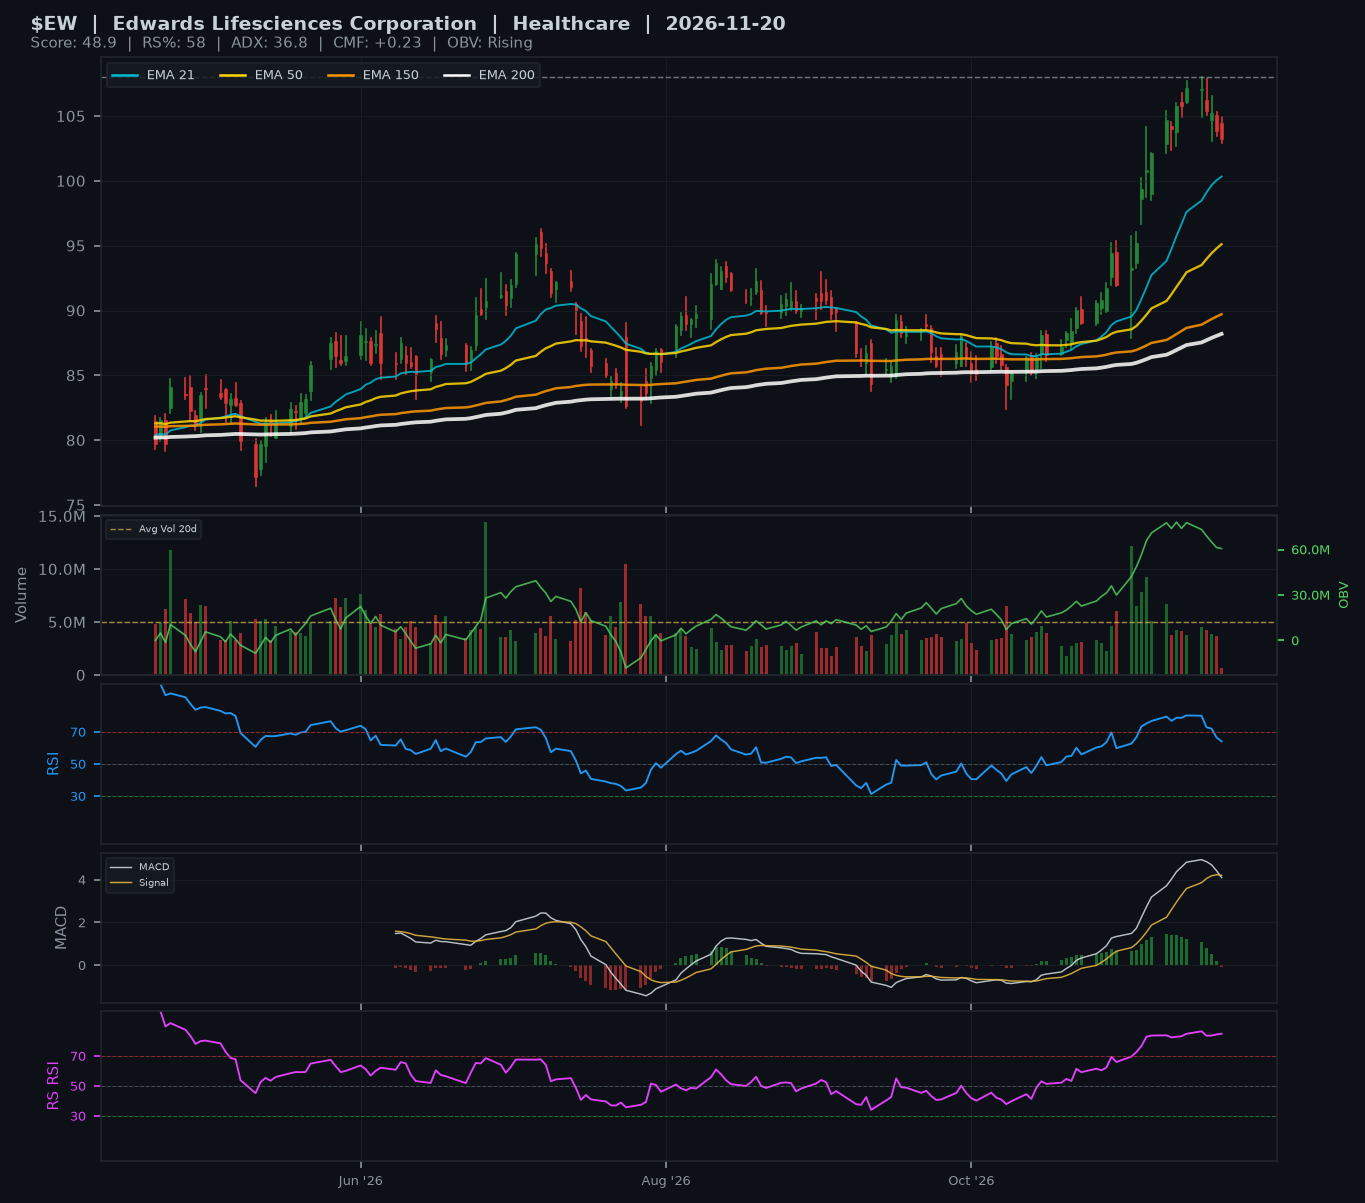 $EW | Edwards Lifesciences Corporation | Healthcare | 2026-11-20
Score: 48.9 | RS%: 58 | ADX: 36.8 | CMF: +0.23 | OBV: Rising
EMA 21 EMA 50 EMA 150 EMA 200
105
100
95
90
85
80
75
15.0M
10.0M
5.0M
0
Volume
Avg Vol 20d
60.0M
30.0M
0
OBV
70
50
30
RSI
MACD
Signal
4
2
0
MACD
70
50
30
RS RSI
Jun '26 Aug '26 Oct '26